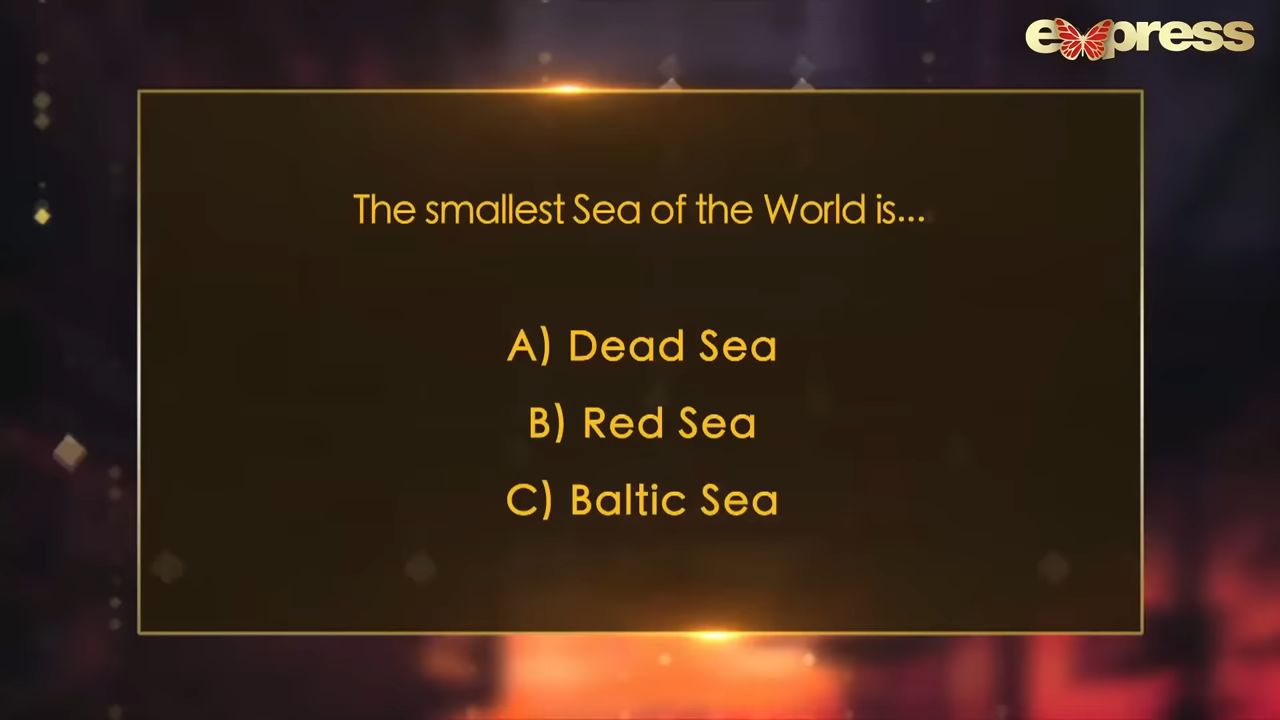 express
The smallest Sea of the World is...
A) Dead Sea
B) Red Sea
C) Baltic Sea